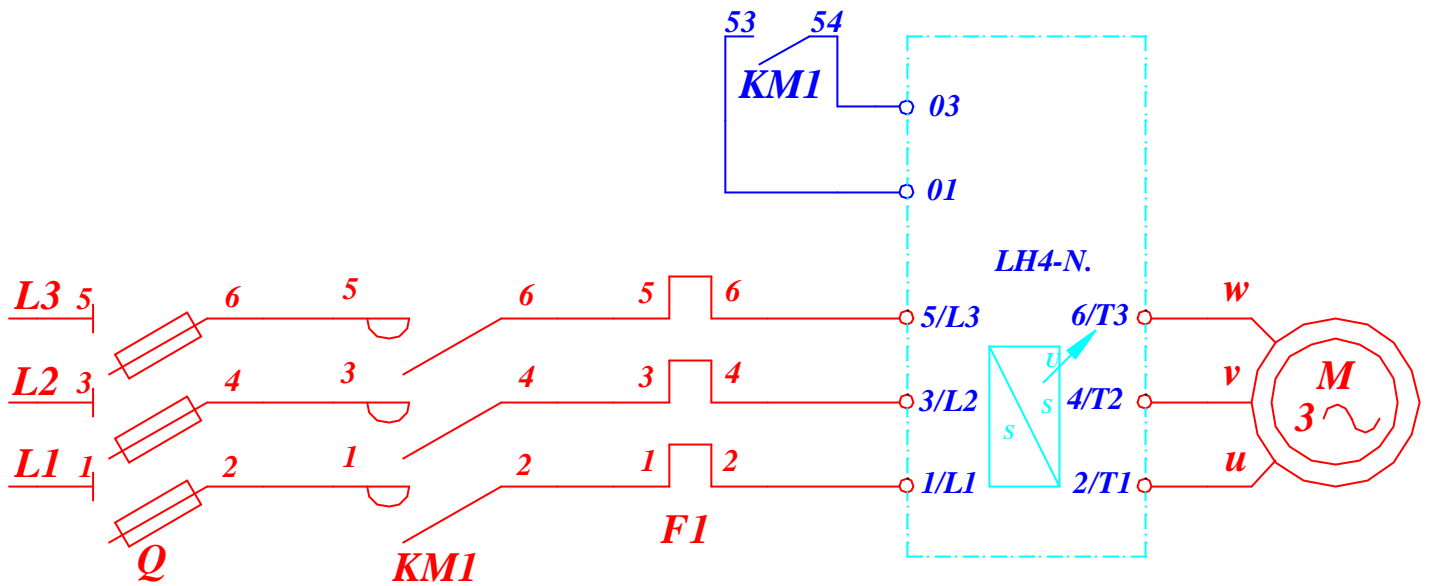 53 54
KM1
03
01
LH4-N.
L3 5 6 5 6 5 6 5/L3 6/T3 w
U
L2 3 4 3 4 3 4 3/L2 S 4/T2 v M
S 3
L1 1 2 1 2 1 2 1/L1 2/T1 u
F1
Q KM1